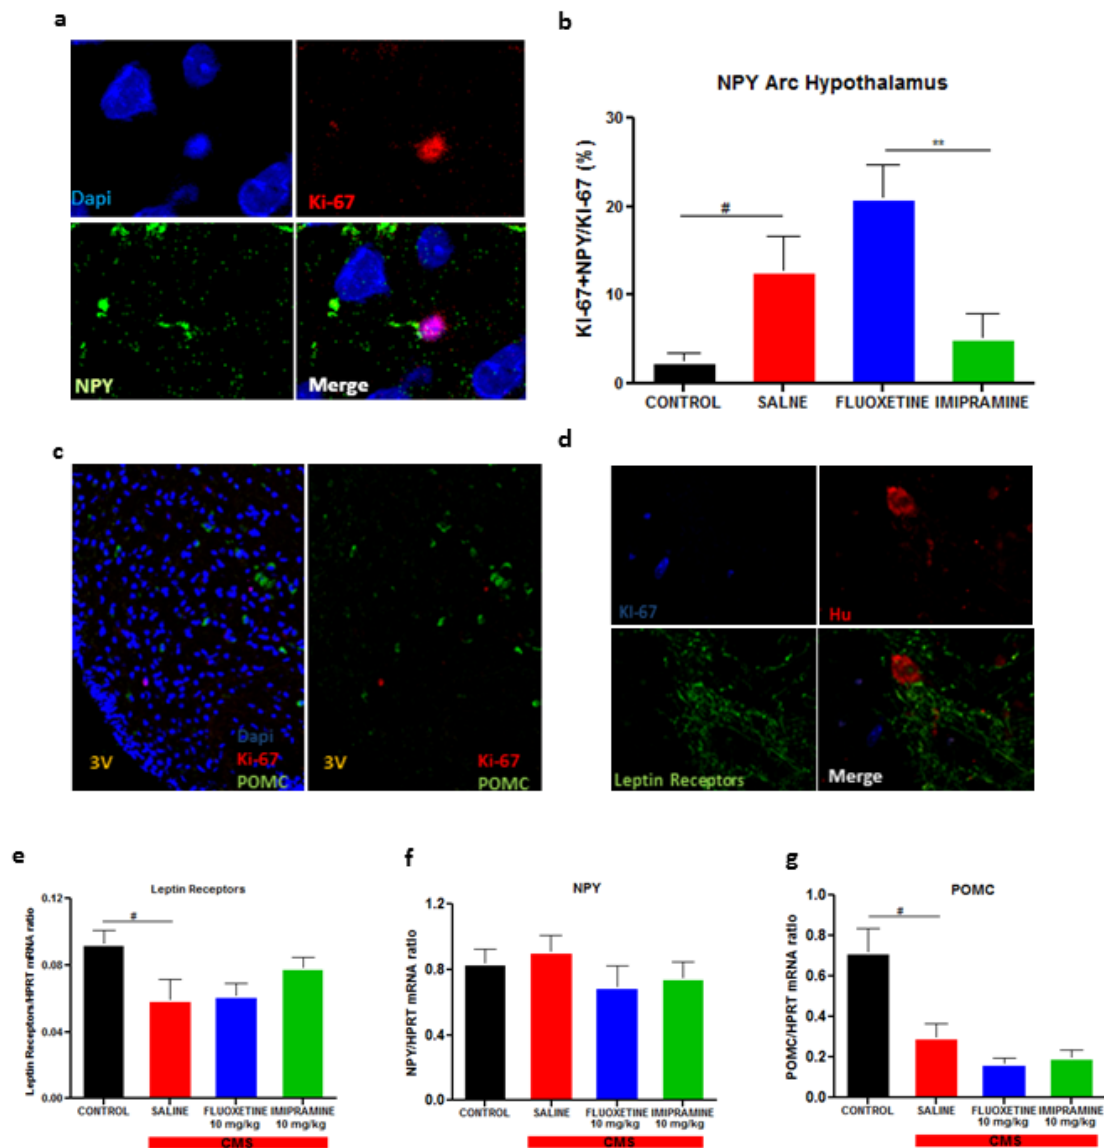 a
Dapi
Ki-67
NPY
Merge
b
NPY Arc Hypothalamus
KI-67+NPY/KI-67 (%)
30
20
10
0
#
**
CONTROL
SALNE
FLUOXETINE
IMIPRAMINE
c
3V
Dapi
Ki-67
POMC
3V
Ki-67
POMC
d
KI-67
Hu
Leptin Receptors
Merge
e
Leptin Receptors
Leptin Receptors/HPRT mRNA ratio
0.12
0.08
0.04
0.00
#
CONTROL
SALINE
FLUOXETINE
10 mg/kg
IMIPRAMINE
10 mg/kg
CMS
f
NPY
NPY/HPRT mRNA ratio
1.2
0.8
0.4
0.0
CONTROL
SALINE
FLUOXETINE
10 mg/kg
IMIPRAMINE
10 mg/kg
CMS
g
POMC
POMC/HPRT mRNA ratio
1.0
0.8
0.6
0.4
0.2
0.0
#
CONTROL
SALINE
FLUOXETINE
10 mg/kg
IMIPRAMINE
10 mg/kg
CMS